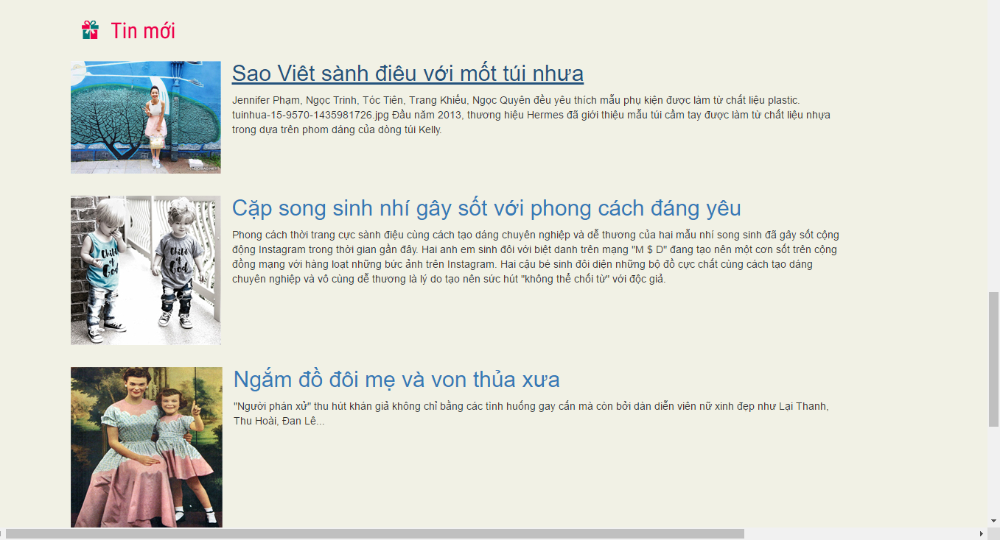 Tin mới
Sao Việt sành điệu với mốt túi nhựa
Jennifer Phạm, Ngọc Trinh, Tóc Tiên, Trang Khiếu, Ngọc Quyên đều yêu thích mẫu phụ kiện được làm từ chất liệu plastic.
tuinhua-15-9570-1435981726.jpg Đầu năm 2013, thương hiệu Hermes đã giới thiệu mẫu túi cầm tay được làm từ chất liệu nhựa
trong dựa trên phom dáng của dòng túi Kelly.
Cặp song sinh nhí gây sốt với phong cách đáng yêu
Phong cách thời trang cực sành điệu cùng cách tạo dáng chuyên nghiệp và dễ thương của hai mẫu nhí song sinh đã gây sốt cộng
động Instagram trong thời gian gần đây. Hai anh em sinh đôi với biệt danh trên mạng "M $ D" đang tạo nên một cơn sốt trên cộng
đồng mạng với hàng loạt những bức ảnh trên Instagram. Hai cậu bé sinh đôi diện những bộ đồ cực chất cùng cách tạo dáng
chuyên nghiệp và vô cùng dễ thương là lý do tạo nên sức hút "không thể chối từ" với độc giả.
Child of God
Child of God
Ngắm đồ đôi mẹ và von thủa xưa
"Người phán xử" thu hút khán giả không chỉ bằng các tình huống gay cấn mà còn bởi dàn diễn viên nữ xinh đẹp như Lại Thanh,
Thu Hoài, Đan Lê...